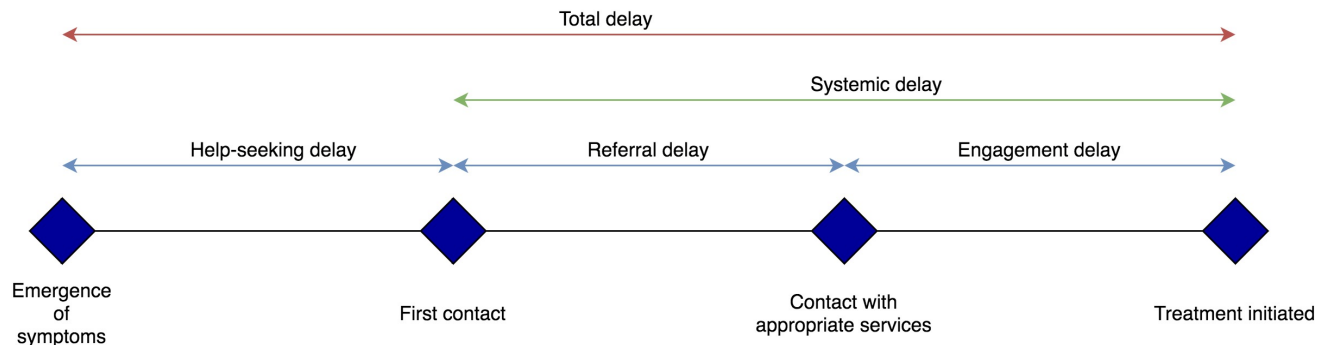 Total delay
Systemic delay
Help-seeking delay
Referral delay
Engagement delay
Emergence
of
symptoms
First contact
Contact with
appropriate services
Treatment initiated